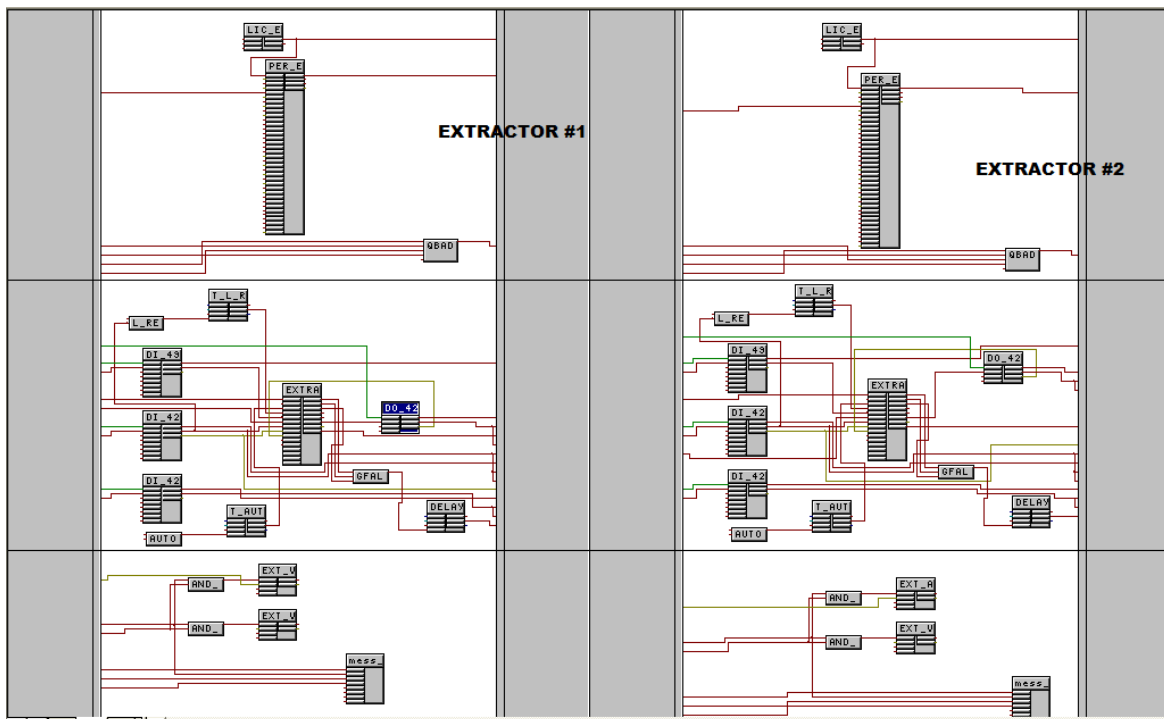 LIC_E
PER_E
EXTRACTOR #1
QBAD
T_L_R
L_RE
DI_49
EXTRA
DO_42
DI_42
DI_42
GFAL
T_AUT
DELAY
AUTO
EXT_V
AND_
EXT_V
AND_
mess_
LIC_E
PER_E
EXTRACTOR #2
QBAD
T_L_R
L_RE
DI_49
DO_42
EXTRA
DI_42
DI_42
GFAL
T_AUT
DELAY
AUTO
EXT_A
AND_
EXT_V
AND_
mess_